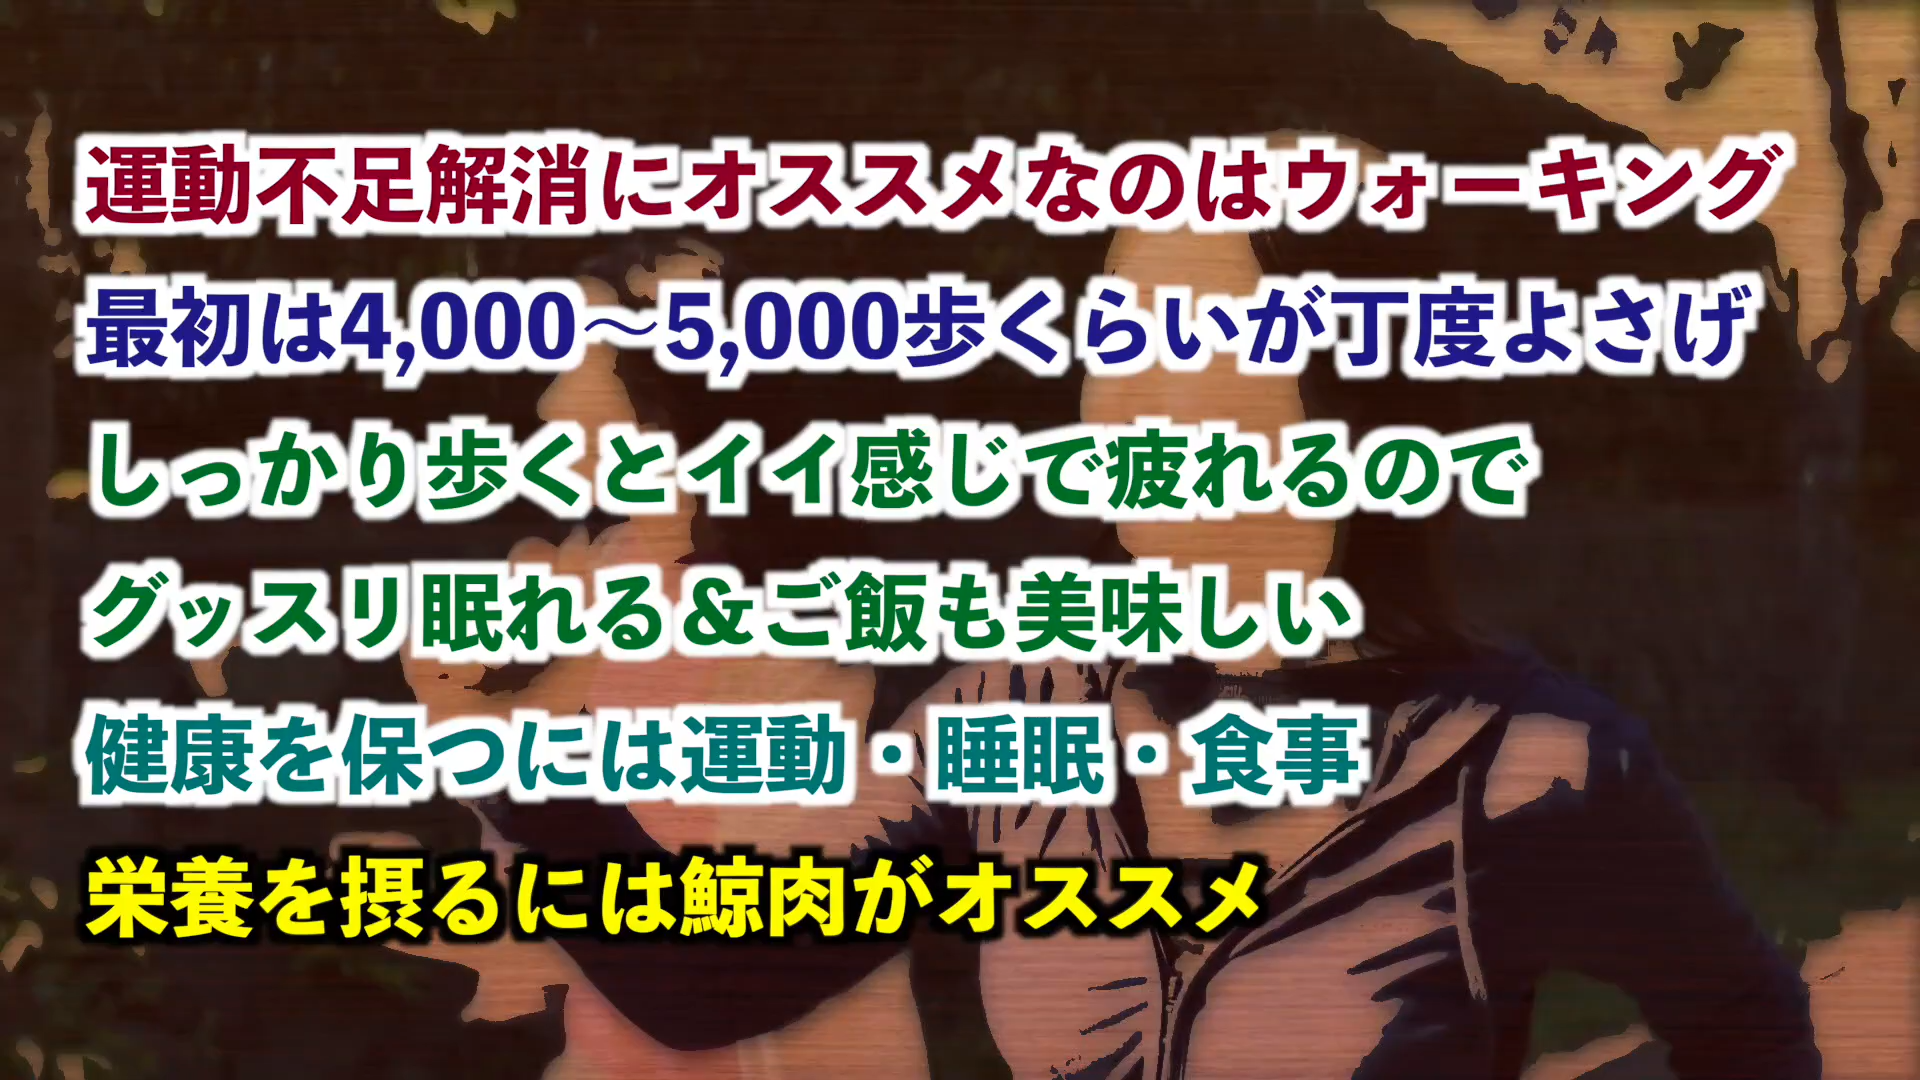 運動不足解消にオススメなのはウォーキング
最初は4,000～5,000歩くらいが丁度よさげ
しっかり歩くとイイ感じで疲れるので
グッスリ眠れる＆ご飯も美味しい
健康を保つには運動・睡眠・食事
栄養を摂るには鯨肉がオススメ